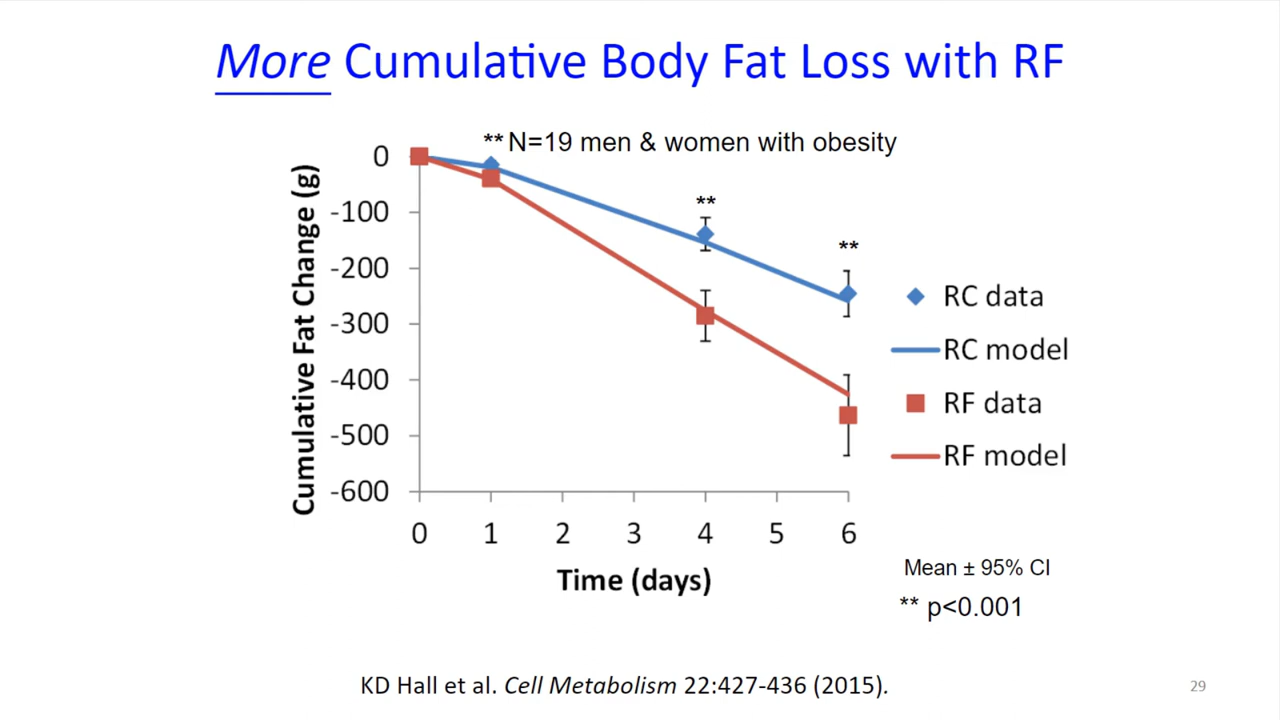 More Cumulative Body Fat Loss with RF
** N=19 men & women with obesity
Cumulative Fat Change (g)
0
-100
-200
-300
-400
-500
-600
**
**
0 1 2 3 4 5 6
Time (days)
RC data
RC model
RF data
RF model
Mean ± 95% CI
** p<0.001
KD Hall et al. Cell Metabolism 22:427-436 (2015).
29